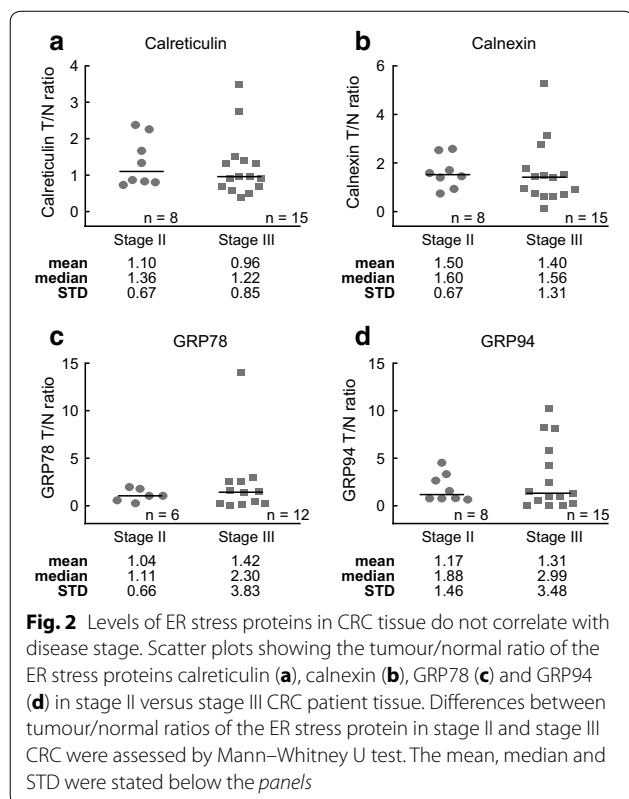 a Calreticulin
Calreticulin T/N ratio
4
3
2
1
0
n = 8 n = 15
Stage II Stage III
mean 1.10 0.96
median 1.36 1.22
STD 0.67 0.85
b Calnexin
Calnexin T/N ratio
6
4
2
0
n = 8 n = 15
Stage II Stage III
mean 1.50 1.40
median 1.60 1.56
STD 0.67 1.31
c GRP78
GRP78 T/N ratio
15
10
5
0
n = 6 n = 12
Stage II Stage III
mean 1.04 1.42
median 1.11 2.30
STD 0.66 3.83
d GRP94
GRP94 T/N ratio
15
10
5
0
n = 8 n = 15
Stage II Stage III
mean 1.17 1.31
median 1.88 2.99
STD 1.46 3.48
Fig. 2 Levels of ER stress proteins in CRC tissue do not correlate with
disease stage. Scatter plots showing the tumour/normal ratio of the
ER stress proteins calreticulin (a), calnexin (b), GRP78 (c) and GRP94
(d) in stage II versus stage III CRC patient tissue. Differences between
tumour/normal ratios of the ER stress protein in stage II and stage III
CRC were assessed by Mann–Whitney U test. The mean, median and
STD were stated below the panels